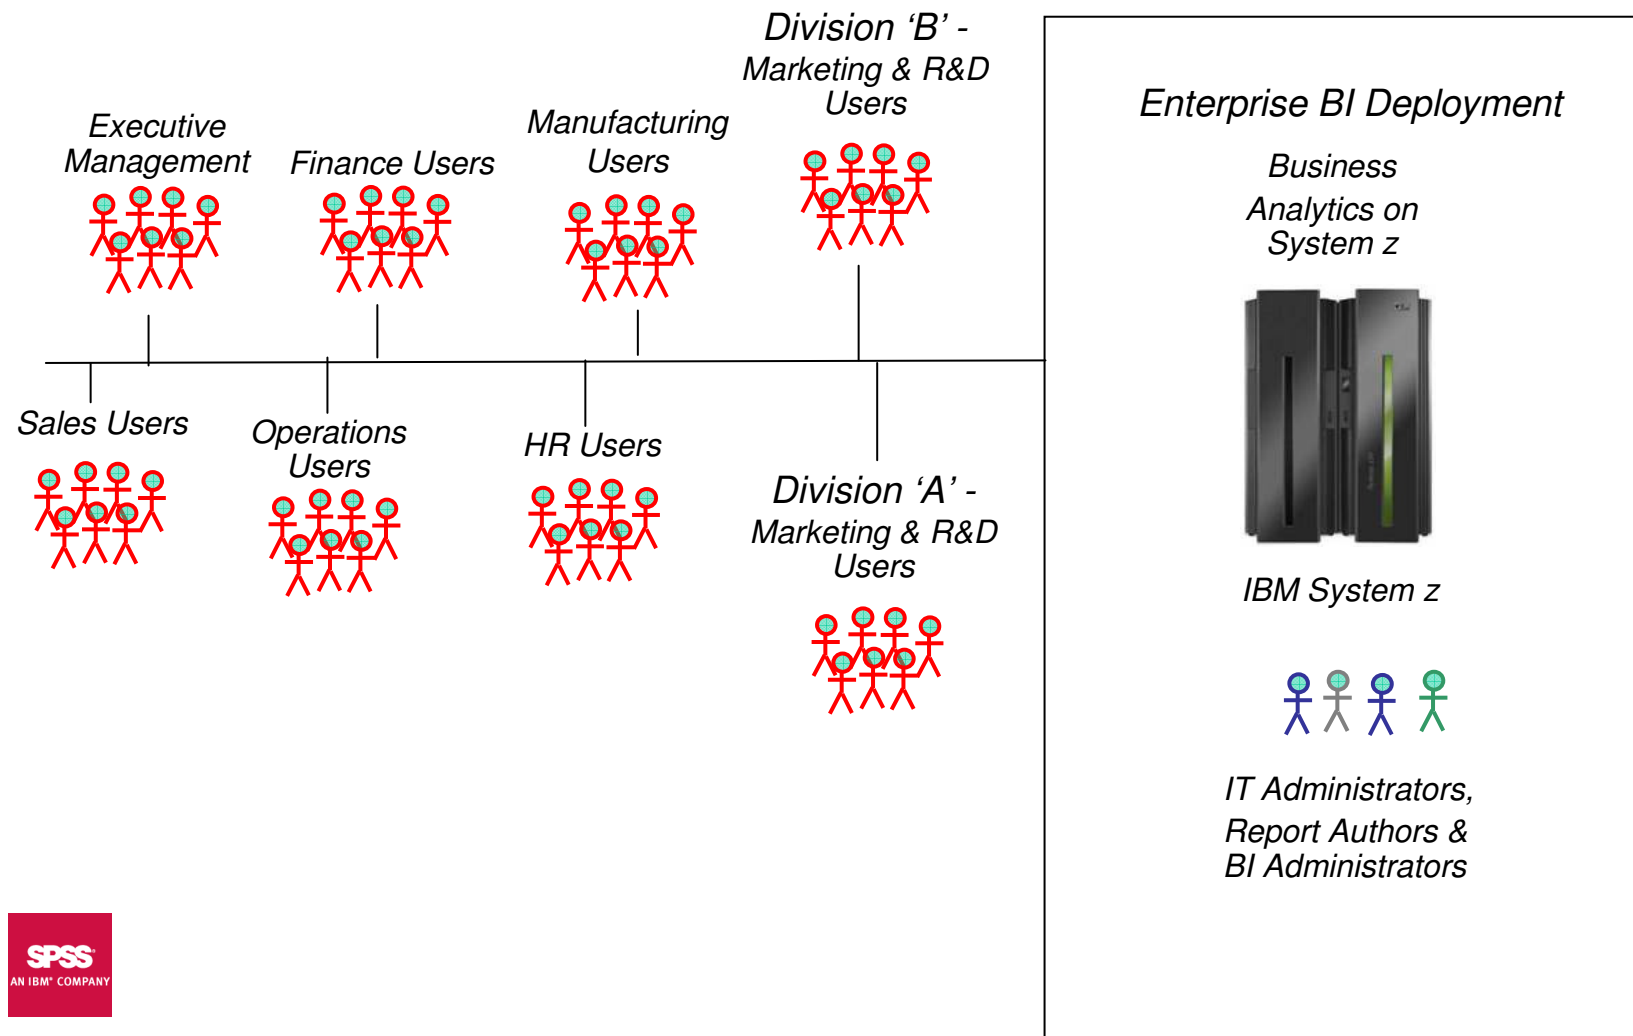 Division ‘B’ -
Marketing & R&D
Users
Executive
Management
Finance Users
Manufacturing
Users
Sales Users
Operations
Users
HR Users
Division ‘A’ -
Marketing & R&D
Users
Enterprise BI Deployment
Business
Analytics on
System z
IBM System z
IT Administrators,
Report Authors &
BI Administrators
SPSS
AN IBM® COMPANY